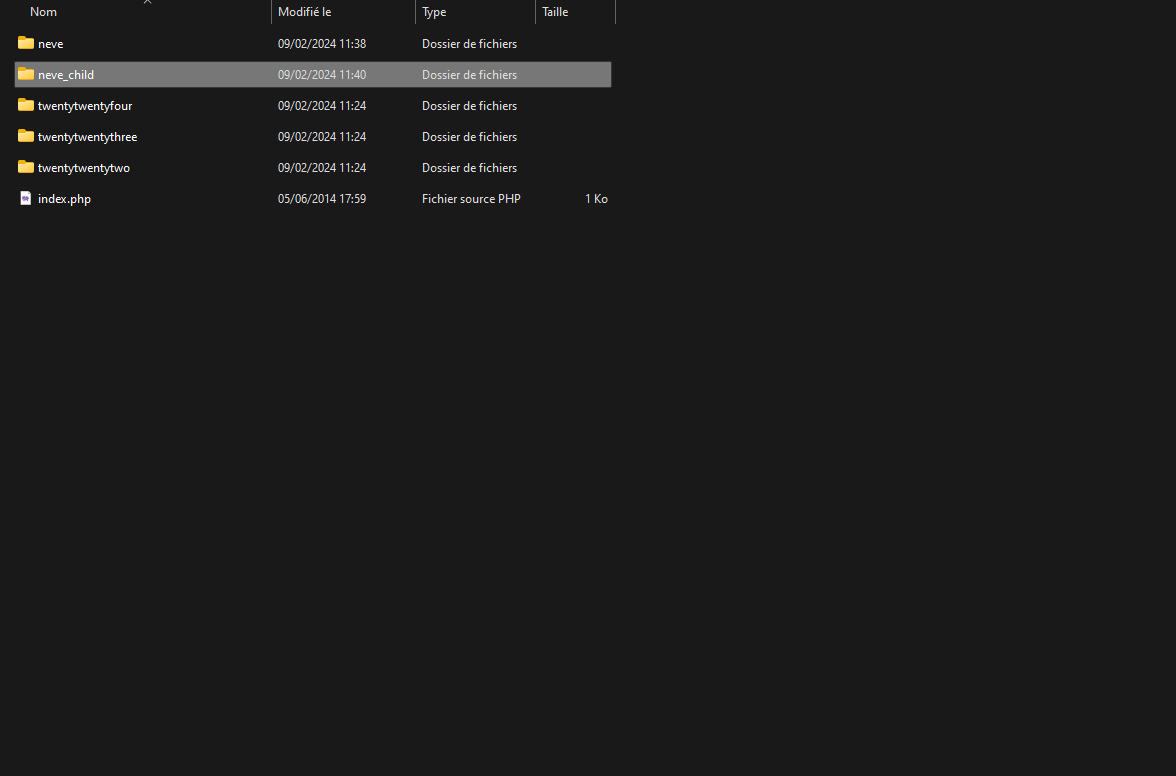 Nom Modifié le Type Taille
neve 09/02/2024 11:38 Dossier de fichiers
neve_child 09/02/2024 11:40 Dossier de fichiers
twentytwentyfour 09/02/2024 11:24 Dossier de fichiers
twentytwentythree 09/02/2024 11:24 Dossier de fichiers
twentytwentytwo 09/02/2024 11:24 Dossier de fichiers
index.php 05/06/2014 17:59 Fichier source PHP 1 Ko